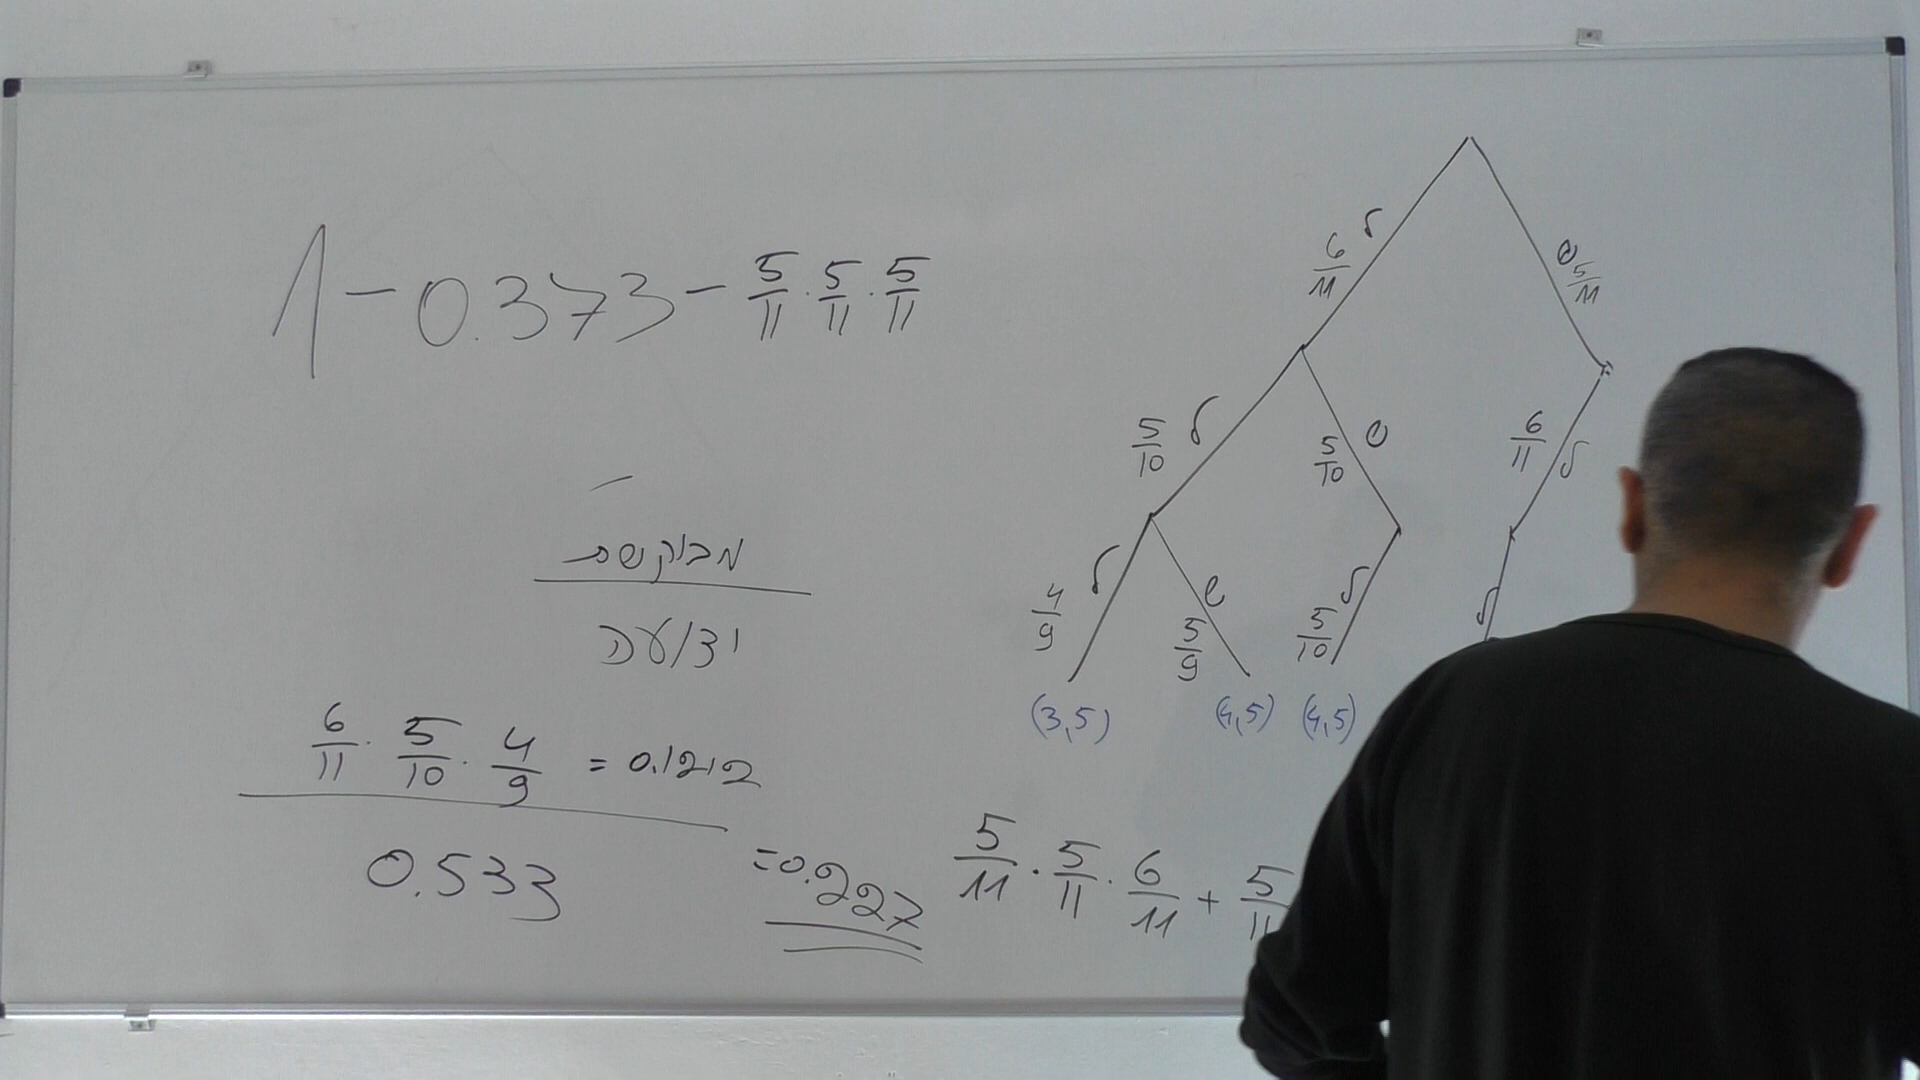 1 - 0.373 - 5/11 · 5/11 · 5/11
מבוקשת
יצ/עק
6/11 · 5/10 · 4/9 = 0.1212
0.533
= 0.227
6/11 ל
ש 5/11
5/10 ל
5/10 ש
6/11 ל
4/9 ל
5/9 ש
5/10 ל
ל
(3,5) (4,5) (4,5)
5/11 · 5/11 · 6/11 + 5/11